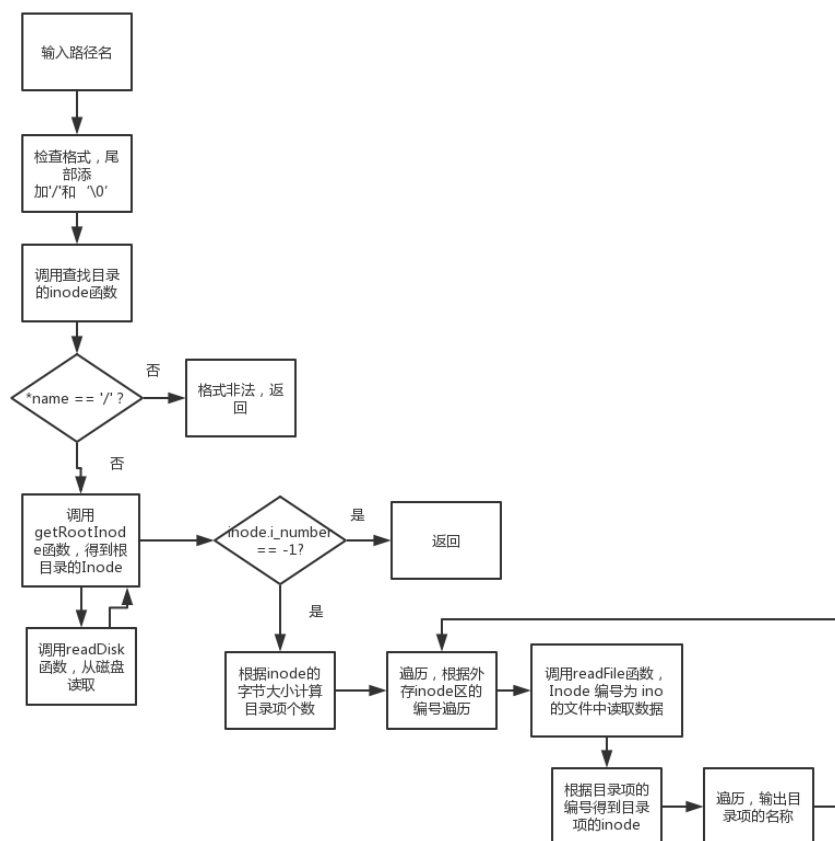 输入路径名
检查格式，尾
部添
加'/'和‘\0’
调用查找目录
的inode函数
*name == '/' ?
否
格式非法，返
回
否
调用
getRootInod
e函数，得到根
目录的Inode
inode.i_number
== -1?
是
返回
是
调用readDisk
函数，从磁盘
读取
根据inode的
字节大小计算
目录项个数
遍历，根据外
存inode区的
编号遍历
调用readFile函数，
Inode 编号为 ino
的文件中读取数据
根据目录项的
编号得到目录
项的inode
遍历，输出目
录项的名称